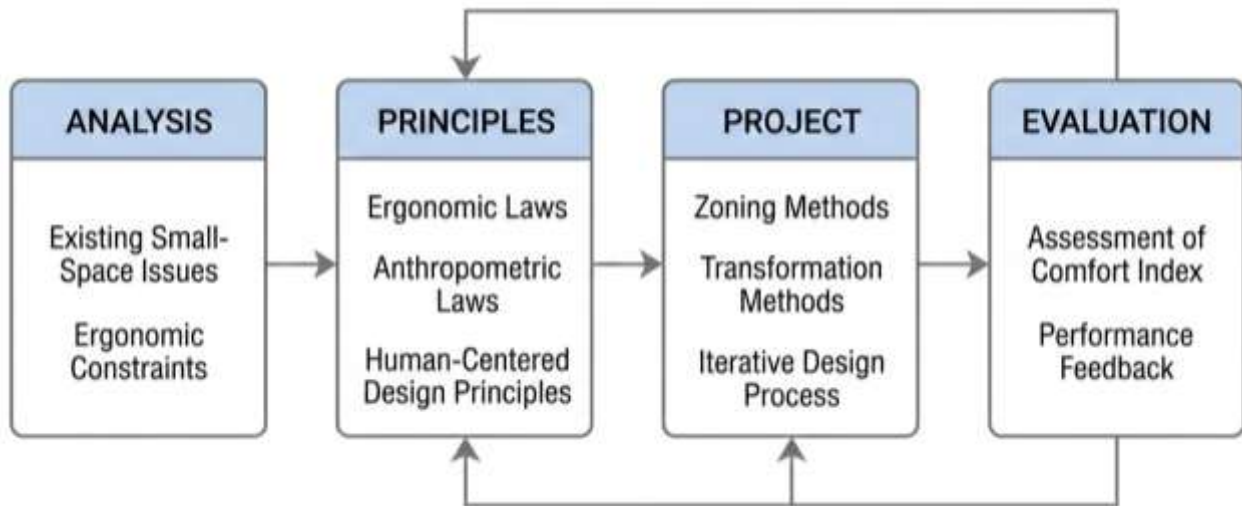 ANALYSIS
Existing Small-
Space Issues
Ergonomic
Constraints
PRINCIPLES
Ergonomic Laws
Anthropometric
Laws
Human-Centered
Design Principles
PROJECT
Zoning Methods
Transformation
Methods
Iterative Design
Process
EVALUATION
Assessment of
Comfort Index
Performance
Feedback